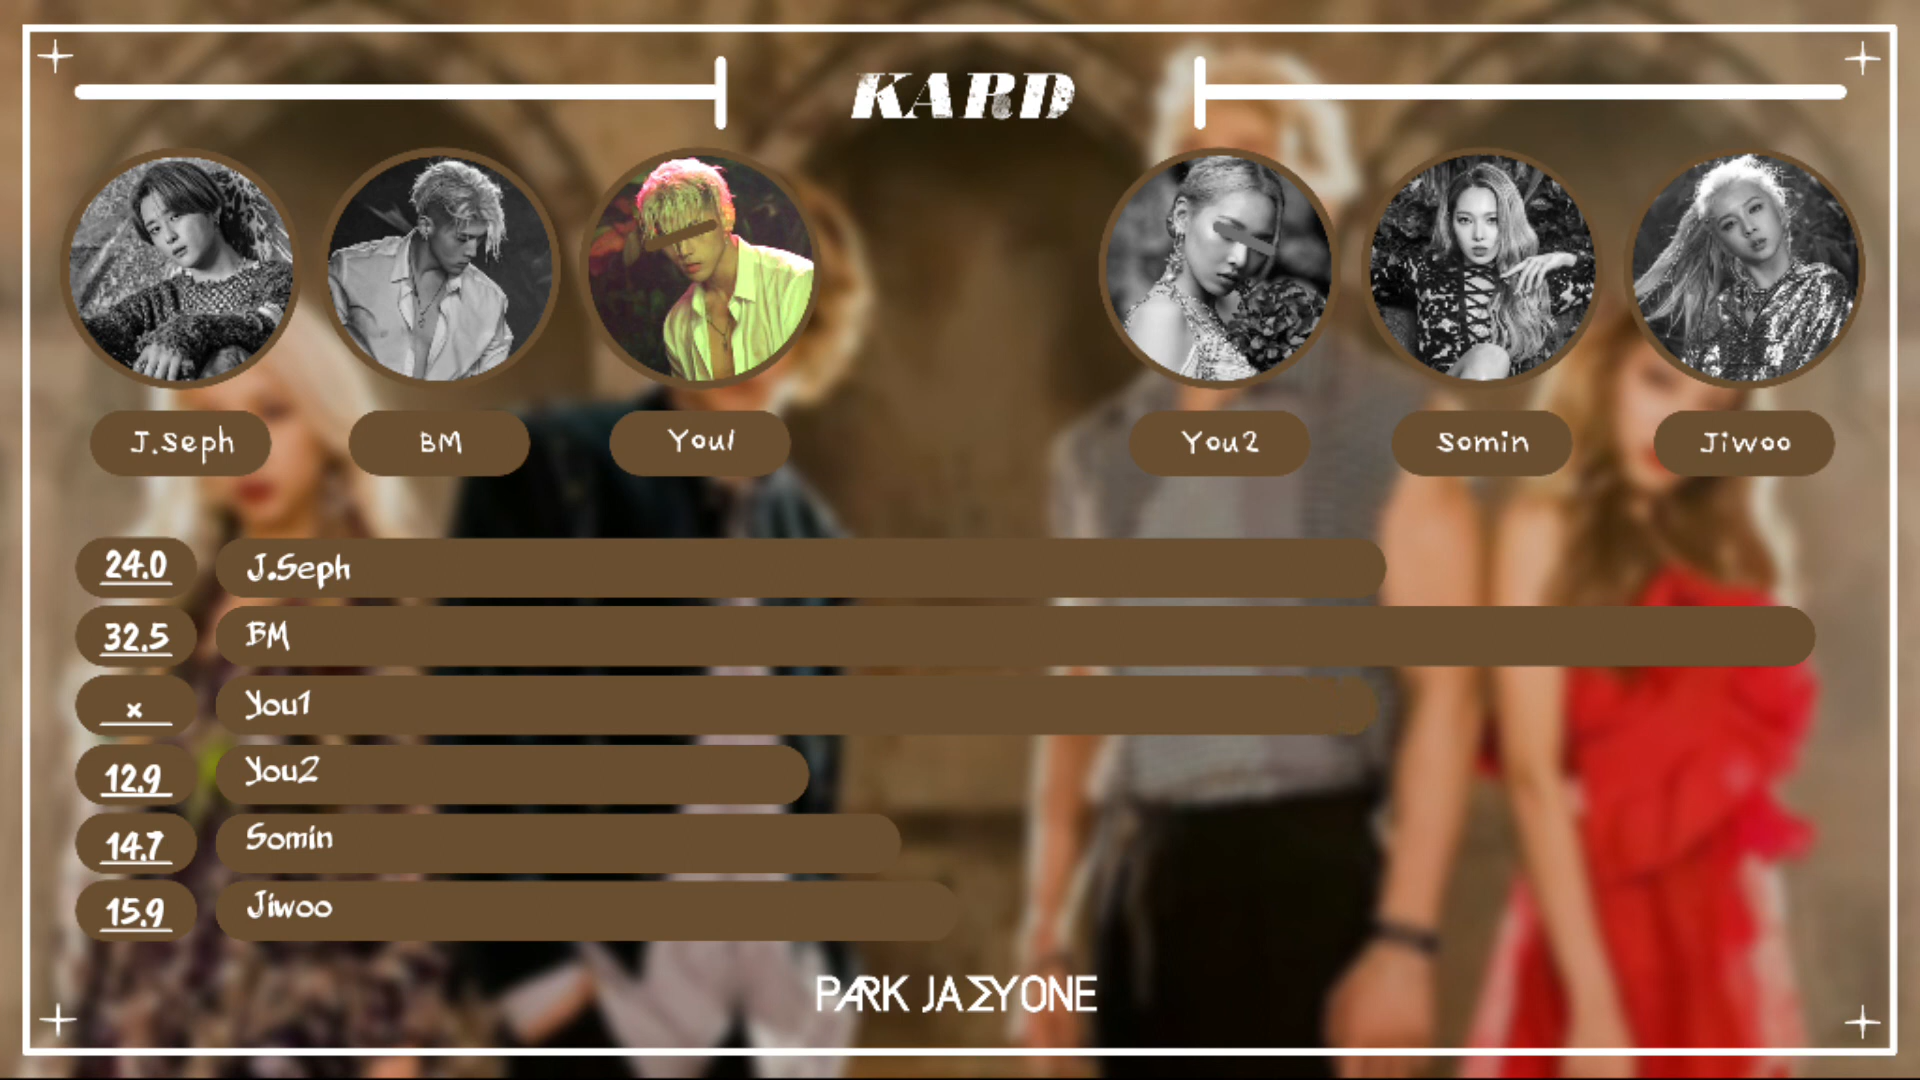 KARD
J.Seph
BM
You1
You2
Somin
Jiwoo
24.0 J.Seph
32.5 BM
× You1
12.9 You2
14.7 Somin
15.9 Jiwoo
PARK JAEYONE